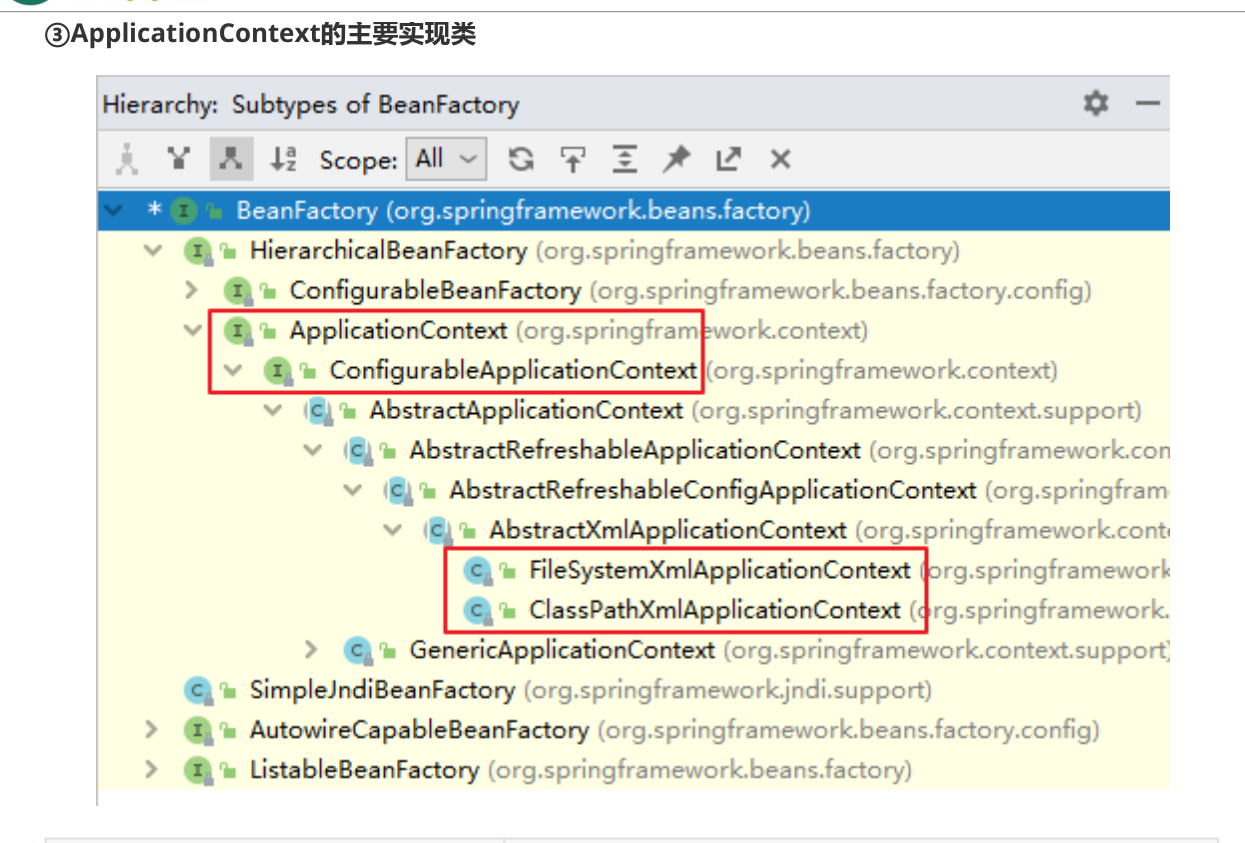 ③ApplicationContext的主要实现类
Hierarchy: Subtypes of BeanFactory
Scope: All
* BeanFactory (org.springframework.beans.factory)
HierarchicalBeanFactory (org.springframework.beans.factory)
ConfigurableBeanFactory (org.springframework.beans.factory.config)
ApplicationContext (org.springframework.context)
ConfigurableApplicationContext (org.springframework.context)
AbstractApplicationContext (org.springframework.context.support)
AbstractRefreshableApplicationContext (org.springframework.con
AbstractRefreshableConfigApplicationContext (org.springfram
AbstractXmlApplicationContext (org.springframework.conte
FileSystemXmlApplicationContext (org.springframework
ClassPathXmlApplicationContext (org.springframework.
GenericApplicationContext (org.springframework.context.support)
SimpleJndiBeanFactory (org.springframework.jndi.support)
AutowireCapableBeanFactory (org.springframework.beans.factory.config)
ListableBeanFactory (org.springframework.beans.factory)